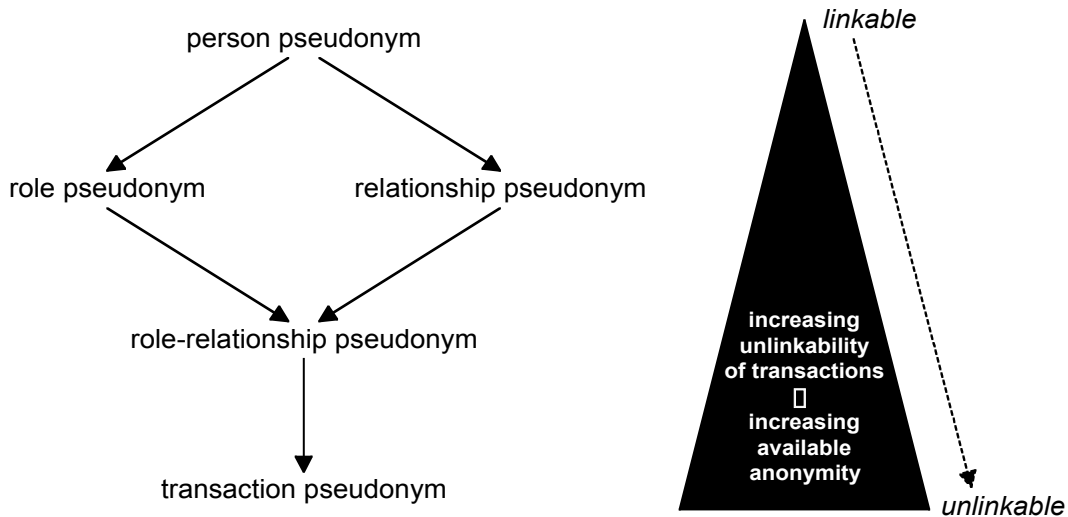 person pseudonym
role pseudonym
relationship pseudonym
role-relationship pseudonym
transaction pseudonym
linkable
increasing
unlinkability
of transactions
increasing
available
anonymity
unlinkable